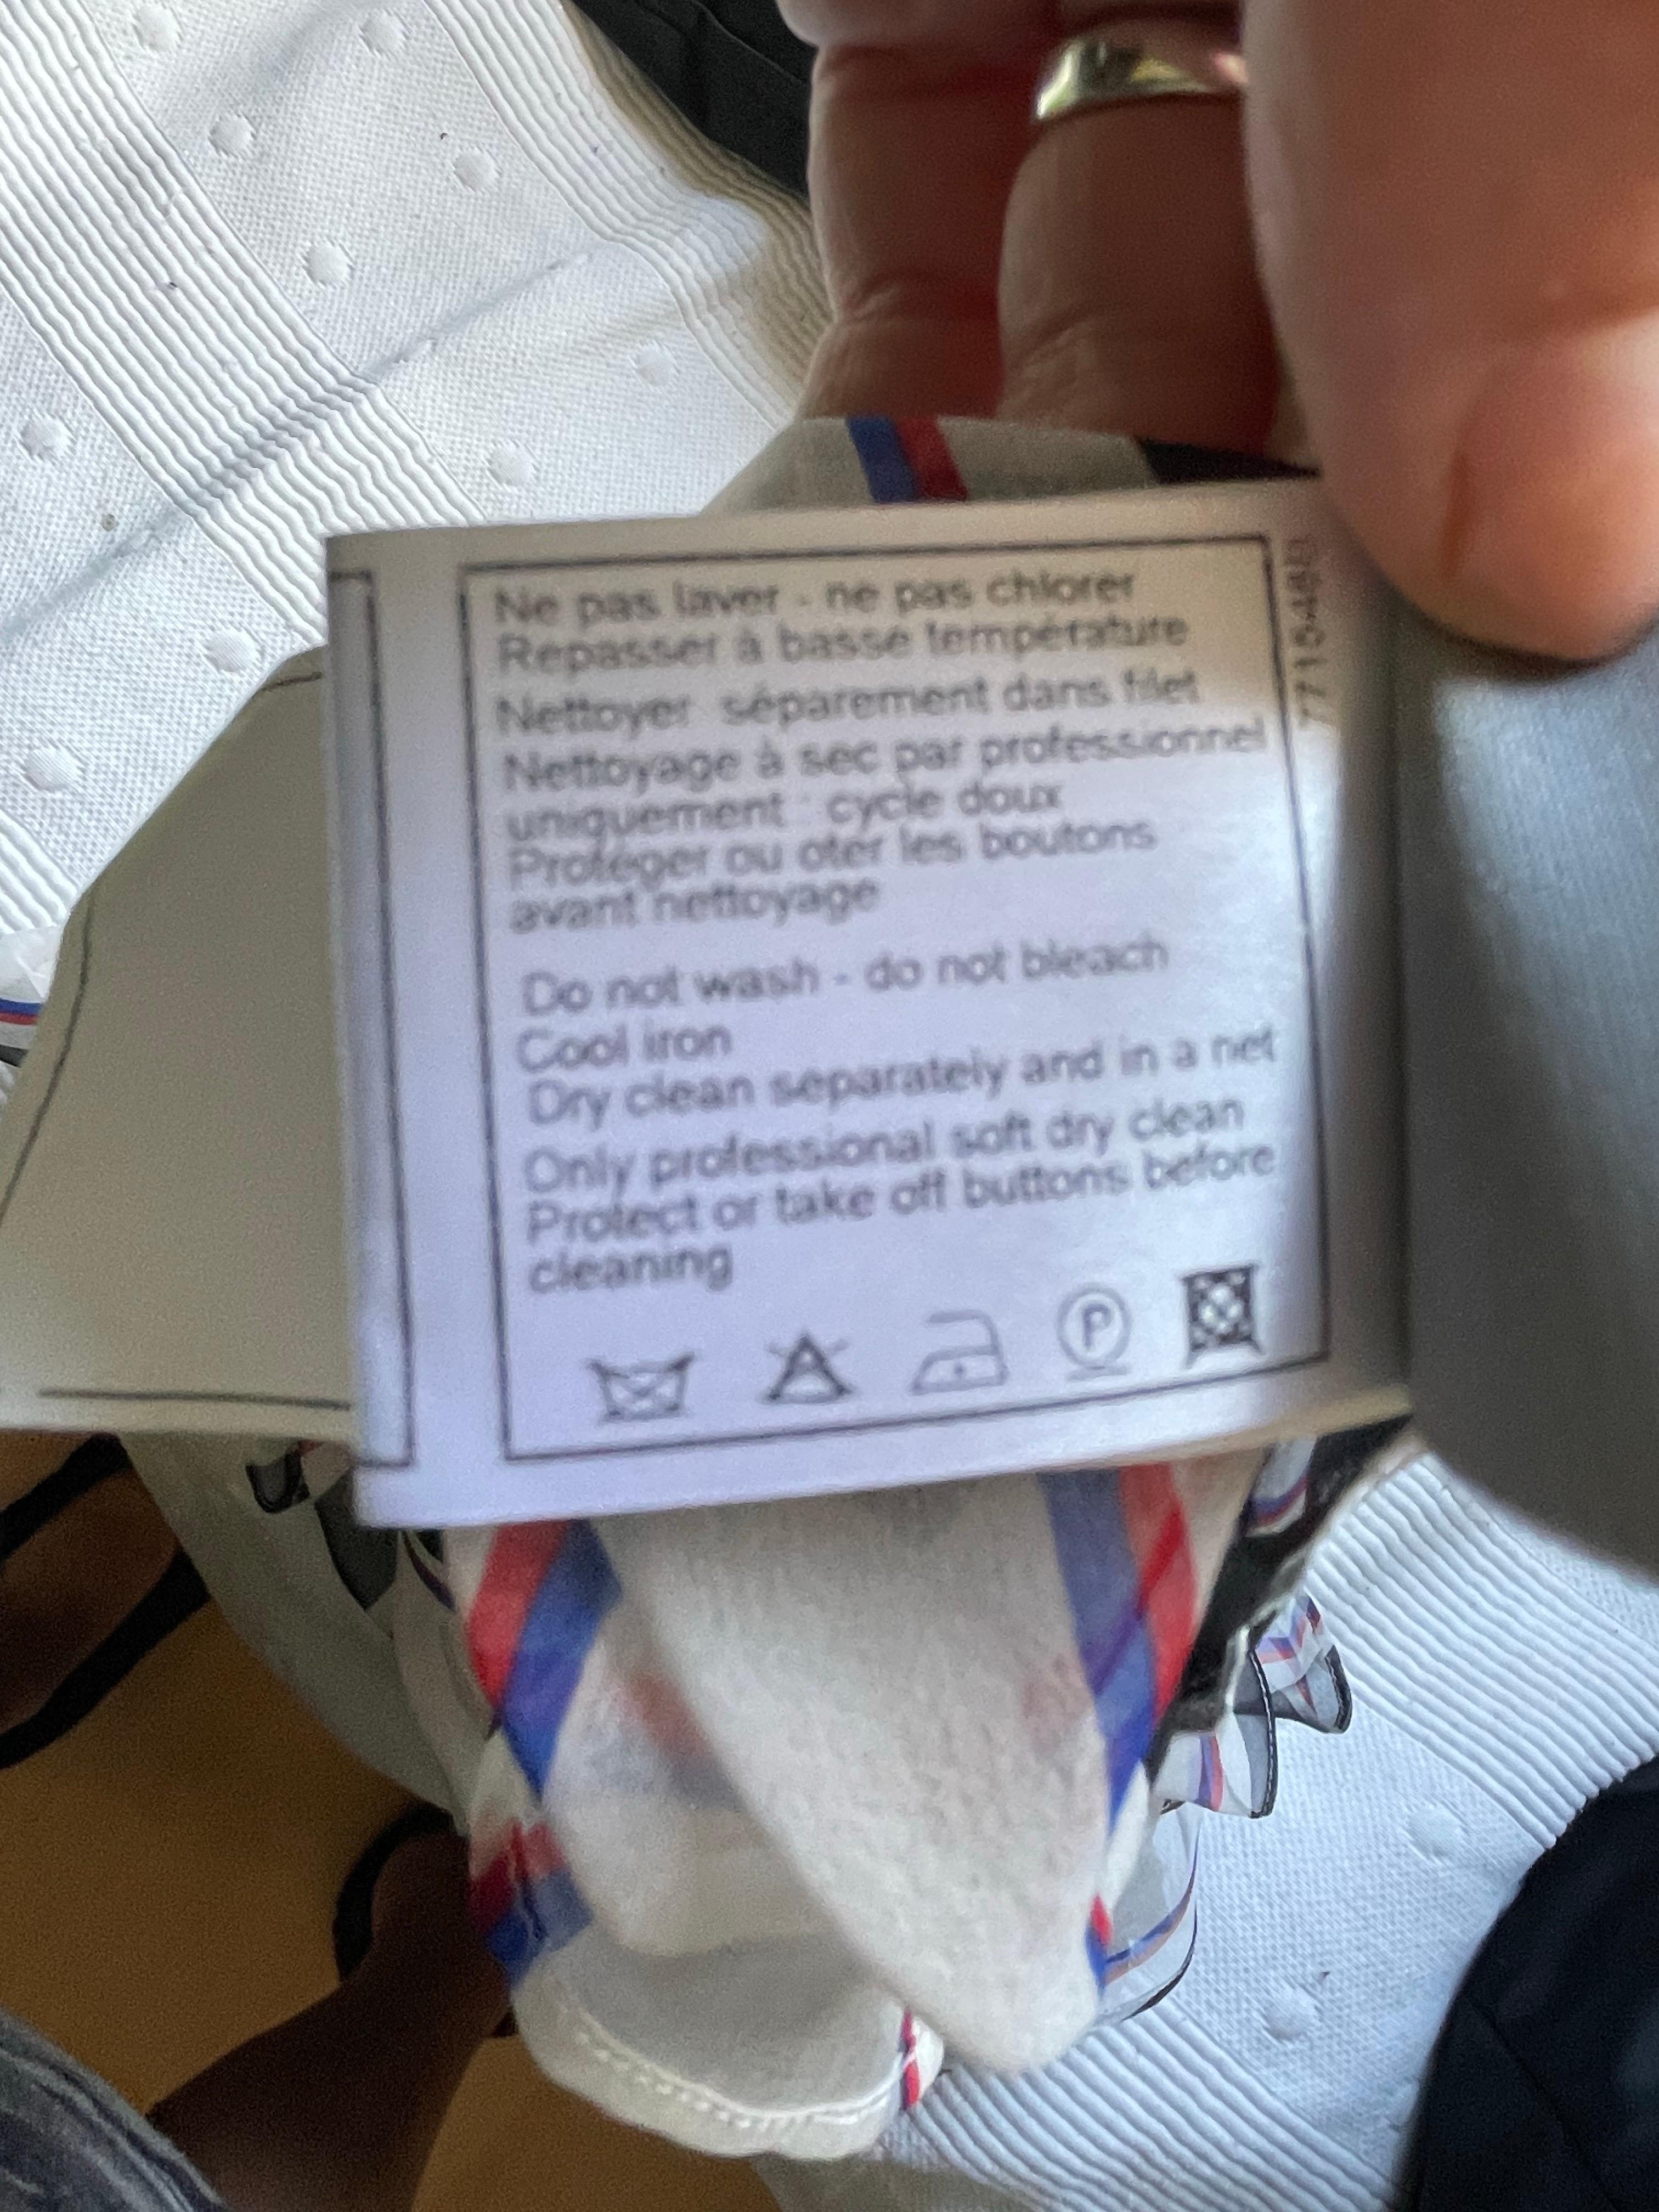 Ne pas laver - ne pas chlorer
Repasser à basse température
Nettoyer séparement dans filet
Nettoyage à sec par professionnel
uniquement : cycle doux
Protéger ou oter les boutons
avant nettoyage
Do not wash - do not bleach
Cool iron
Dry clean separately and in a net
Only professional soft dry clean
Protect or take off buttons before
cleaning
P